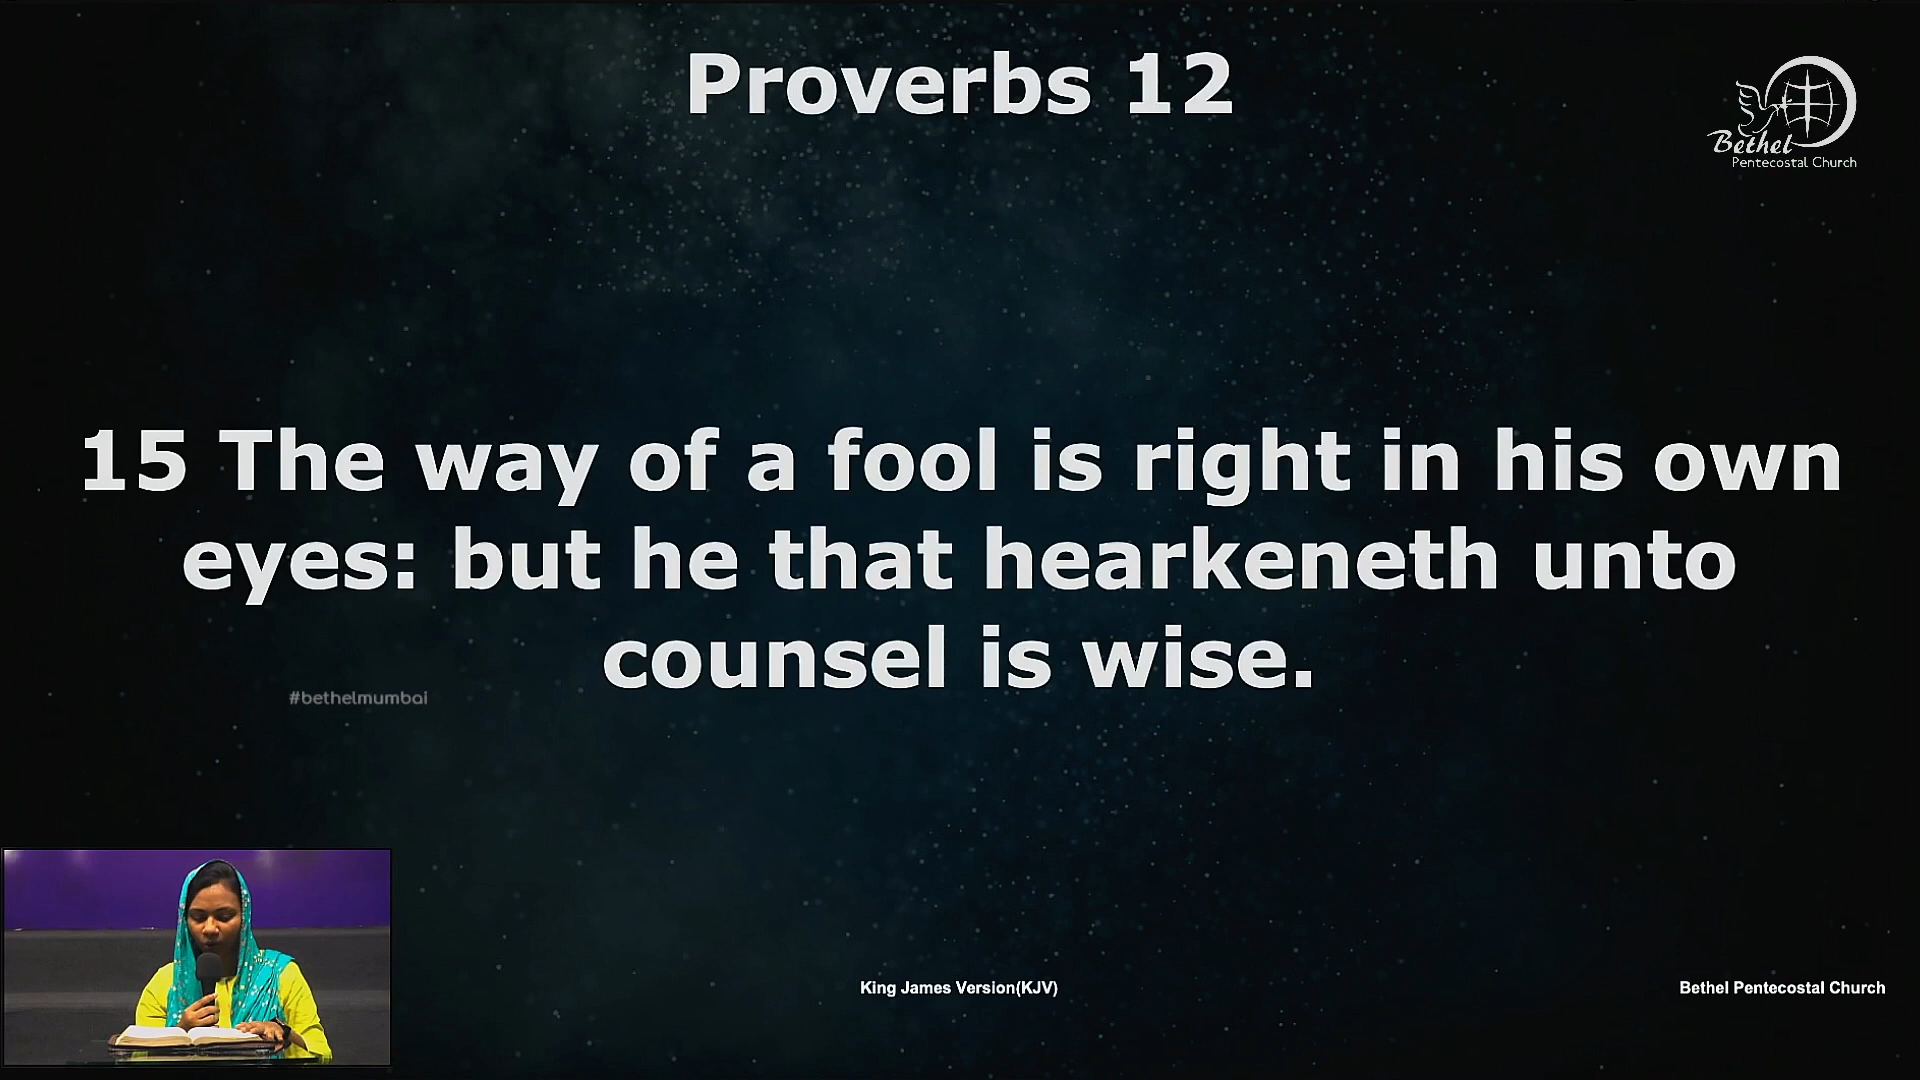 Proverbs 12
Bethel
Pentecostal Church
15 The way of a fool is right in his own
eyes: but he that hearkeneth unto
counsel is wise.
#bethelmumbai
King James Version(KJV)
Bethel Pentecostal Church